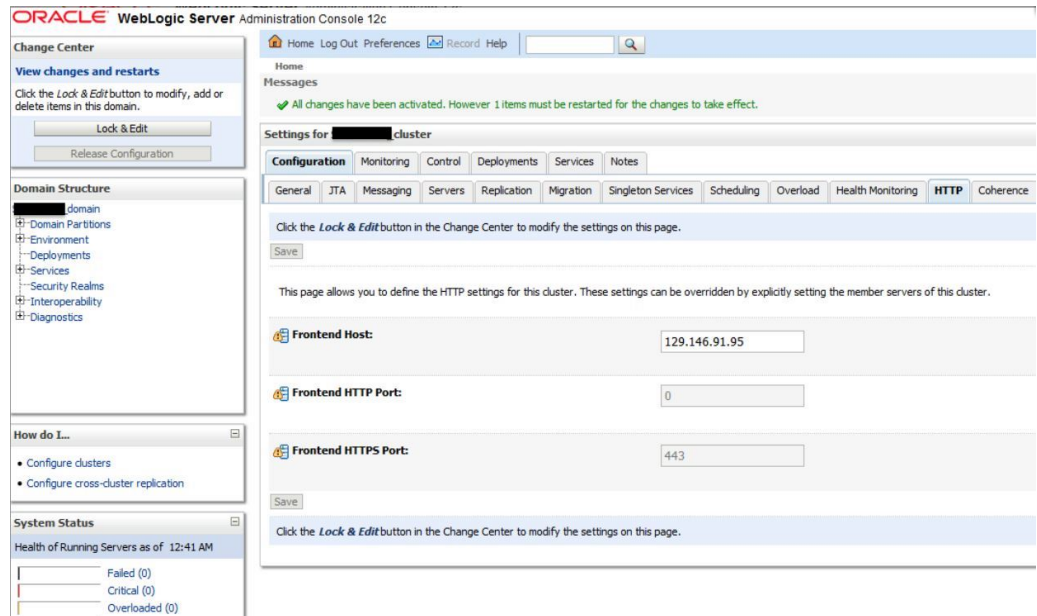 ORACLE WebLogic Server Administration Console 12c
Change Center
View changes and restarts
Click the Lock & Edit button to modify, add or
delete items in this domain.
Lock & Edit
Release Configuration
Domain Structure
_domain
Domain Partitions
Environment
Deployments
Services
Security Realms
Interoperability
Diagnostics
How do I...
Configure clusters
Configure cross-cluster replication
System Status
Health of Running Servers as of 12:41 AM
Failed (0)
Critical (0)
Overloaded (0)
Home Log Out Preferences Record Help
Home
Messages
All changes have been activated. However 1 items must be restarted for the changes to take effect.
Settings for _cluster
Configuration Monitoring Control Deployments Services Notes
General JTA Messaging Servers Replication Migration Singleton Services Scheduling Overload Health Monitoring HTTP Coherence
Click the Lock & Edit button in the Change Center to modify the settings on this page.
Save
This page allows you to define the HTTP settings for this cluster. These settings can be overridden by explicitly setting the member servers of this cluster.
Frontend Host: 129.146.91.95
Frontend HTTP Port: 0
Frontend HTTPS Port: 443
Save
Click the Lock & Edit button in the Change Center to modify the settings on this page.